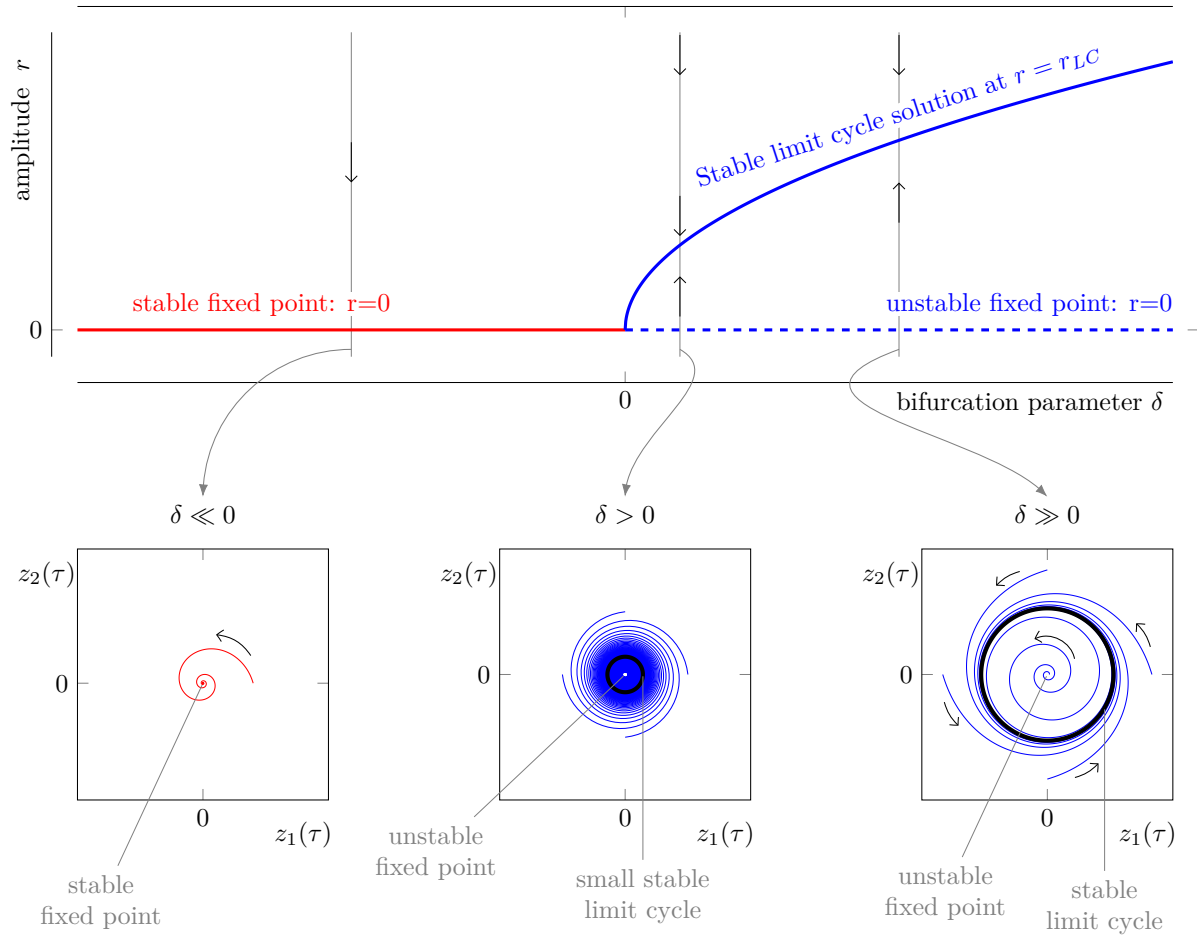 amplitude r
Stable limit cycle solution at r = r_LC
stable fixed point: r=0
unstable fixed point: r=0
0
0
bifurcation parameter δ
δ ≪ 0
δ > 0
δ ≫ 0
z₂(τ)
z₂(τ)
z₂(τ)
0
0
0
0
0
0
z₁(τ)
z₁(τ)
z₁(τ)
stable
fixed point
unstable
fixed point
small stable
limit cycle
unstable
fixed point
stable
limit cycle